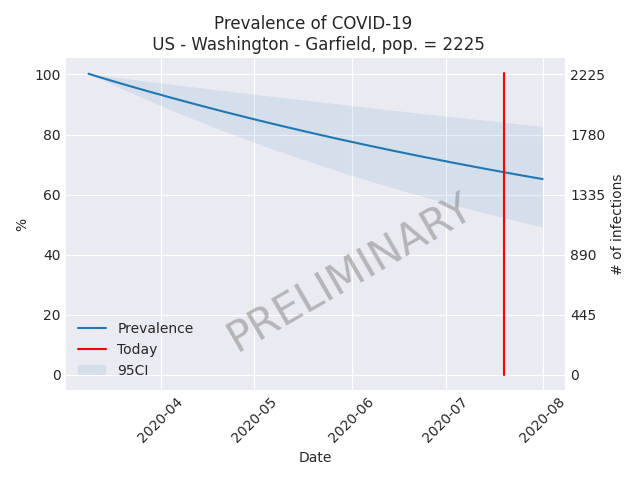 Prevalence of COVID-19
US - Washington - Garfield, pop. = 2225
100
80
60
40
20
0
%
2225
1780
1335
890
445
0
# of infections
PRELIMINARY
Prevalence
Today
95CI
2020-04
2020-05
2020-06
2020-07
2020-08
Date